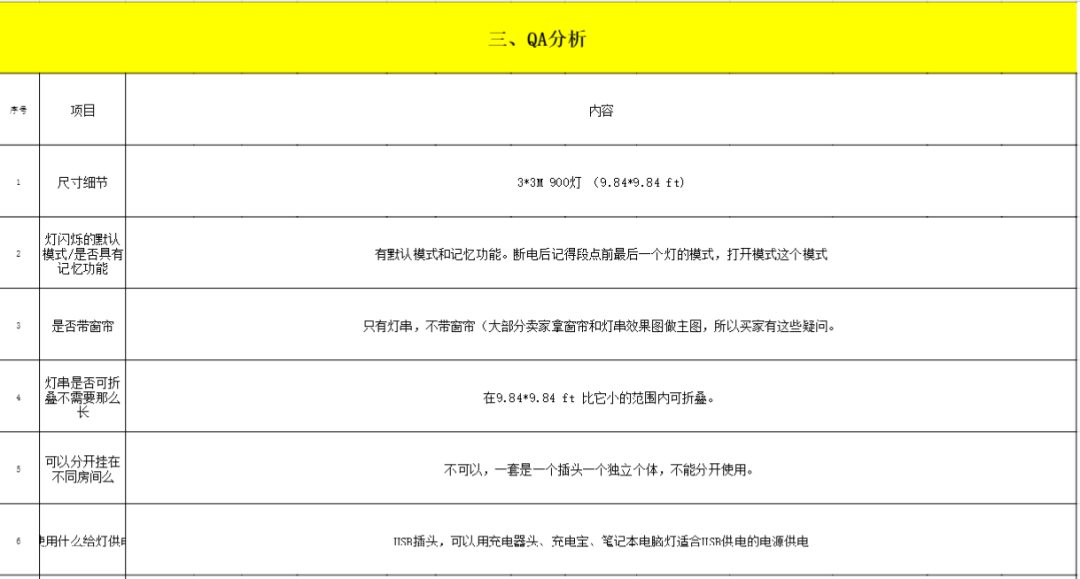 三、QA分析
序号 项目 内容
1 尺寸细节 3*3M 900灯 （9.84*9.84 ft）
2 灯闪烁的默认
模式/是否具有
记忆功能 有默认模式和记忆功能。断电后记得段点前最后一个灯的模式，打开模式这个模式
3 是否带窗帘 只有灯串，不带窗帘（大部分卖家拿窗帘和灯串效果图做主图，所以买家有这些疑问。
4 灯串是否可折
叠不需要那么
长 在9.84*9.84 ft 比它小的范围内可折叠。
5 可以分开挂在
不同房间么 不可以，一套是一个插头一个独立个体，不能分开使用。
6 使用什么给灯供电 USB插头，可以用充电器头、充电宝、笔记本电脑灯适合USB供电的电源供电